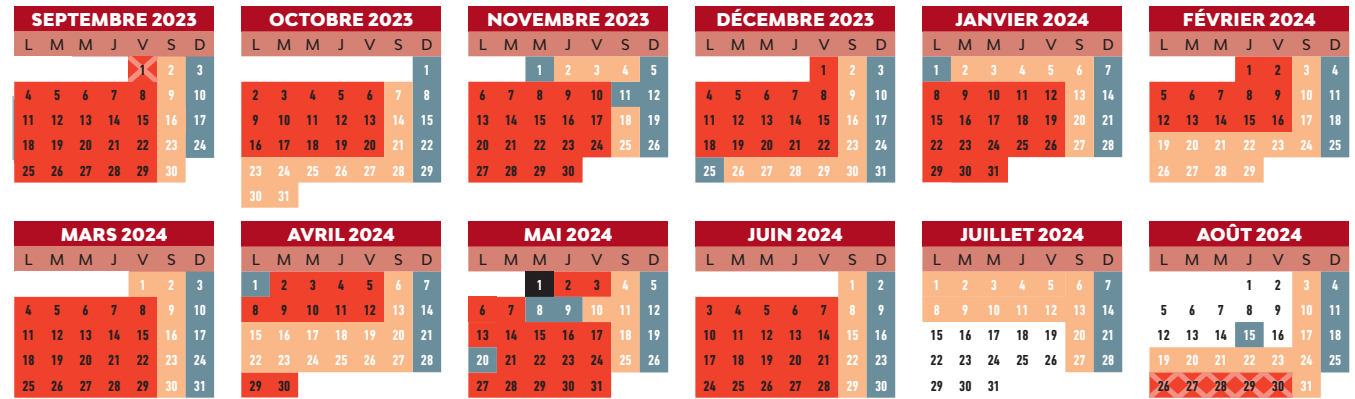 SEPTEMBRE 2023 OCTOBRE 2023 NOVEMBRE 2023 DÉCEMBRE 2023 JANVIER 2024 FÉVRIER 2024
L M M J V S D L M M J V S D L M M J V S D L M M J V S D L M M J V S D L M M J V S D
1 2 3 1 1 2 3 4 5 1 2 3 1 2 3 4 5 6 7 1 2 3 4
4 5 6 7 8 9 10 2 3 4 5 6 7 8 6 7 8 9 10 11 12 4 5 6 7 8 9 10 8 9 10 11 12 13 14 5 6 7 8 9 10 11
11 12 13 14 15 16 17 9 10 11 12 13 14 15 13 14 15 16 17 18 19 11 12 13 14 15 16 17 15 16 17 18 19 20 21 12 13 14 15 16 17 18
18 19 20 21 22 23 24 16 17 18 19 20 21 22 20 21 22 23 24 25 26 18 19 20 21 22 23 24 22 23 24 25 26 27 28 19 20 21 22 23 24 25
25 26 27 28 29 30 23 24 25 26 27 28 29 27 28 29 30 25 26 27 28 29 30 31 29 30 31 26 27 28 29
30 31
MARS 2024 AVRIL 2024 MAI 2024 JUIN 2024 JUILLET 2024 AOÛT 2024
L M M J V S D L M M J V S D L M M J V S D L M M J V S D L M M J V S D L M M J V S D
1 2 3 1 2 3 4 5 6 7 1 2 3 4 5 1 2 1 2 3 4 5 6 7 1 2 3 4
4 5 6 7 8 9 10 8 9 10 11 12 13 14 6 7 8 9 10 11 12 3 4 5 6 7 8 9 8 9 10 11 12 13 14 5 6 7 8 9 10 11
11 12 13 14 15 16 17 15 16 17 18 19 20 21 13 14 15 16 17 18 19 10 11 12 13 14 15 16 15 16 17 18 19 20 21 12 13 14 15 16 17 18
18 19 20 21 22 23 24 22 23 24 25 26 27 28 20 21 22 23 24 25 26 17 18 19 20 21 22 23 22 23 24 25 26 27 28 19 20 21 22 23 24 25
25 26 27 28 29 30 31 29 30 27 28 29 30 31 24 25 26 27 28 29 30 29 30 31 26 27 28 29 30 31